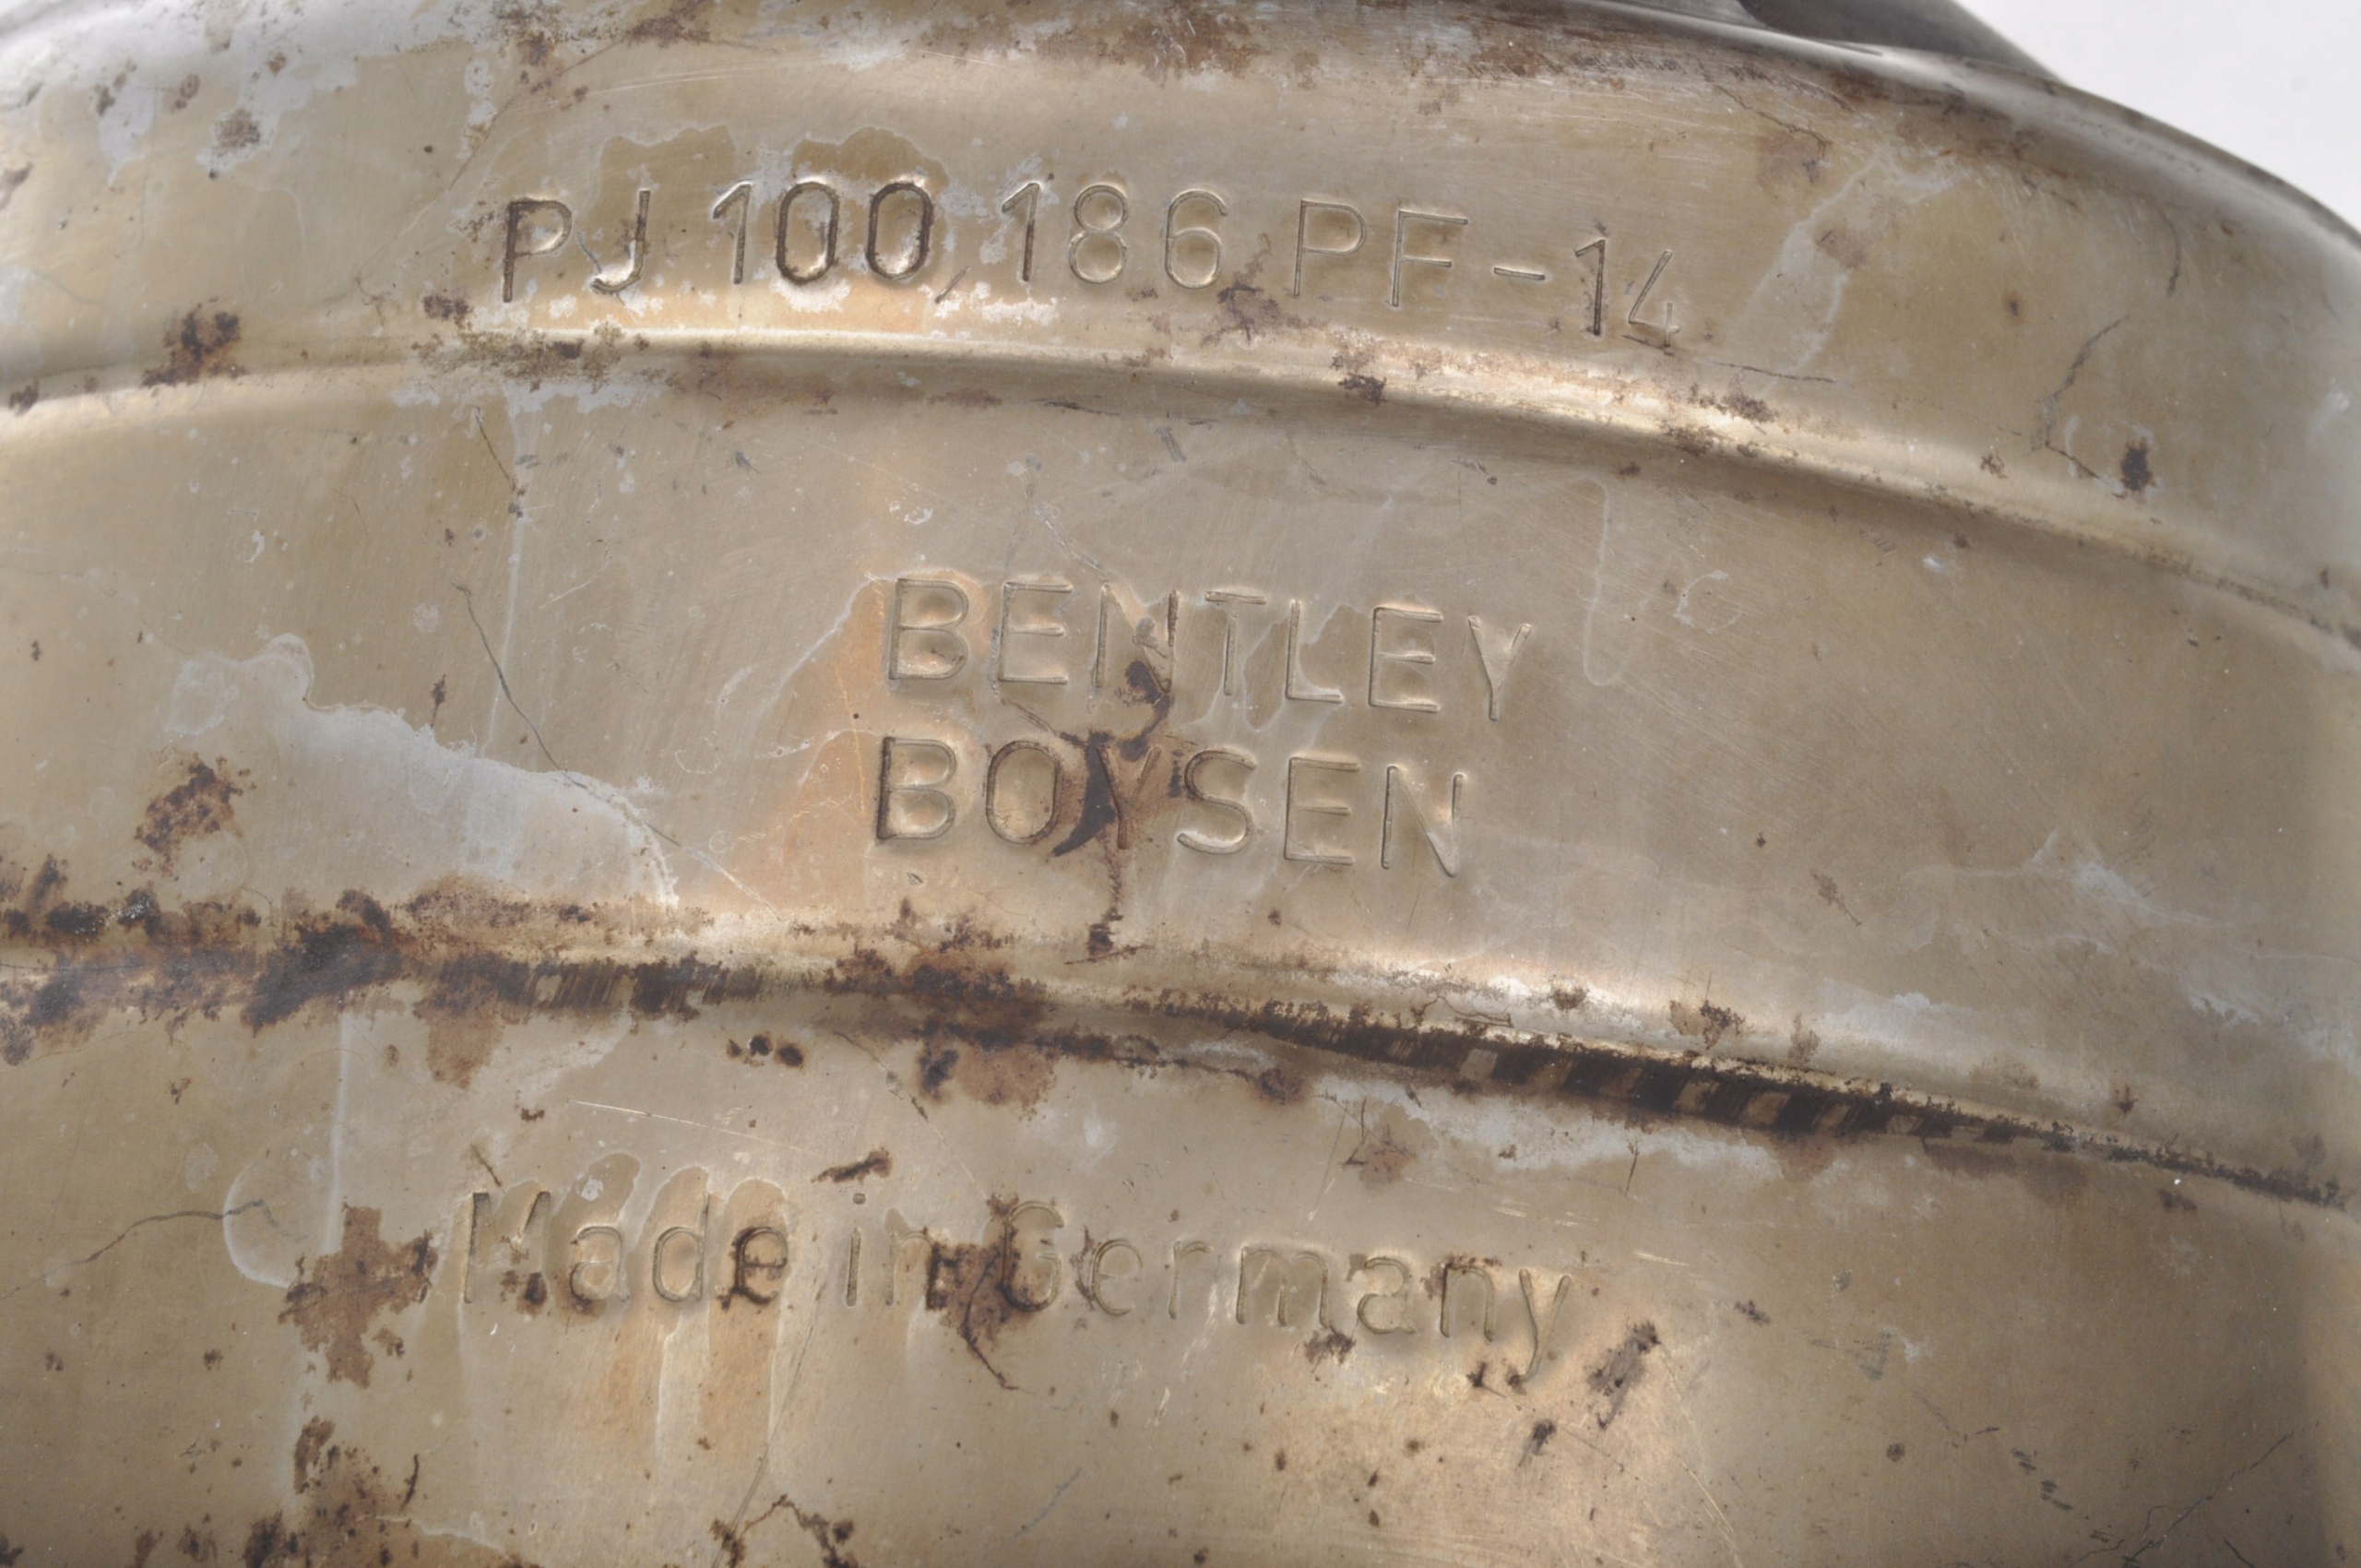 PJ 100,186 PF-14
BENTLEY
BOYSEN
Made in Germany